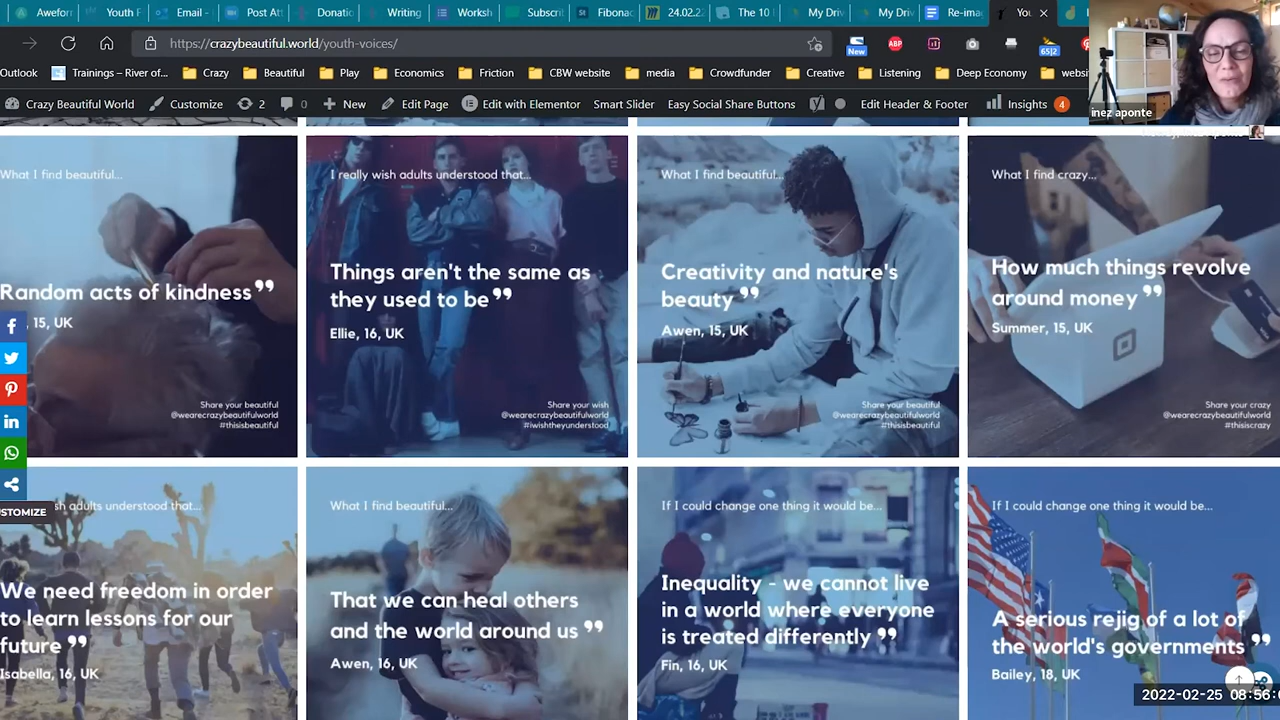 Awefor
Youth F
Email -
Post Att
Donatic
Writing
Worksh
Subscri
Fibonac
24.02.22
The 10
My Driv
My Driv
Re-ima
You
https://crazybeautiful.world/youth-voices/
New
ABP
65|2
Outlook
Trainings – River of...
Crazy
Beautiful
Play
Economics
Friction
CBW website
media
Crowdfunder
Creative
Listening
Deep Economy
websi
Crazy Beautiful World
Customize
2
0
New
Edit Page
Edit with Elementor
Smart Slider
Easy Social Share Buttons
Edit Header & Footer
Insights
4
inez aponte
What I find beautiful...
Random acts of kindness”
, 15, UK
Share your beautiful
@wearecrazybeautifulworld
#thisisbeautiful
I really wish adults understood that...
Things aren't the same as
they used to be”
Ellie, 16, UK
Share your wish
@wearecrazybeautifulworld
#iwishtheyunderstood
What I find beautiful...
Creativity and nature's
beauty ”
Awen, 15, UK
Share your beautiful
@wearecrazybeautifulworld
#thisisbeautiful
What I find crazy...
How much things revolve
around money ”
Summer, 15, UK
Share your crazy
@wearecrazybeautifulworld
#thisiscrazy
STOMIZE
sh adults understood that...
We need freedom in order
to learn lessons for our
future ”
Isabella, 16, UK
What I find beautiful...
That we can heal others
and the world around us ”
Awen, 16, UK
If I could change one thing it would be...
Inequality - we cannot live
in a world where everyone
is treated differently ”
Fin, 16, UK
If I could change one thing it would be...
A serious rejig of a lot of
the world's governments ”
Bailey, 18, UK
2022-02-25 08:56: